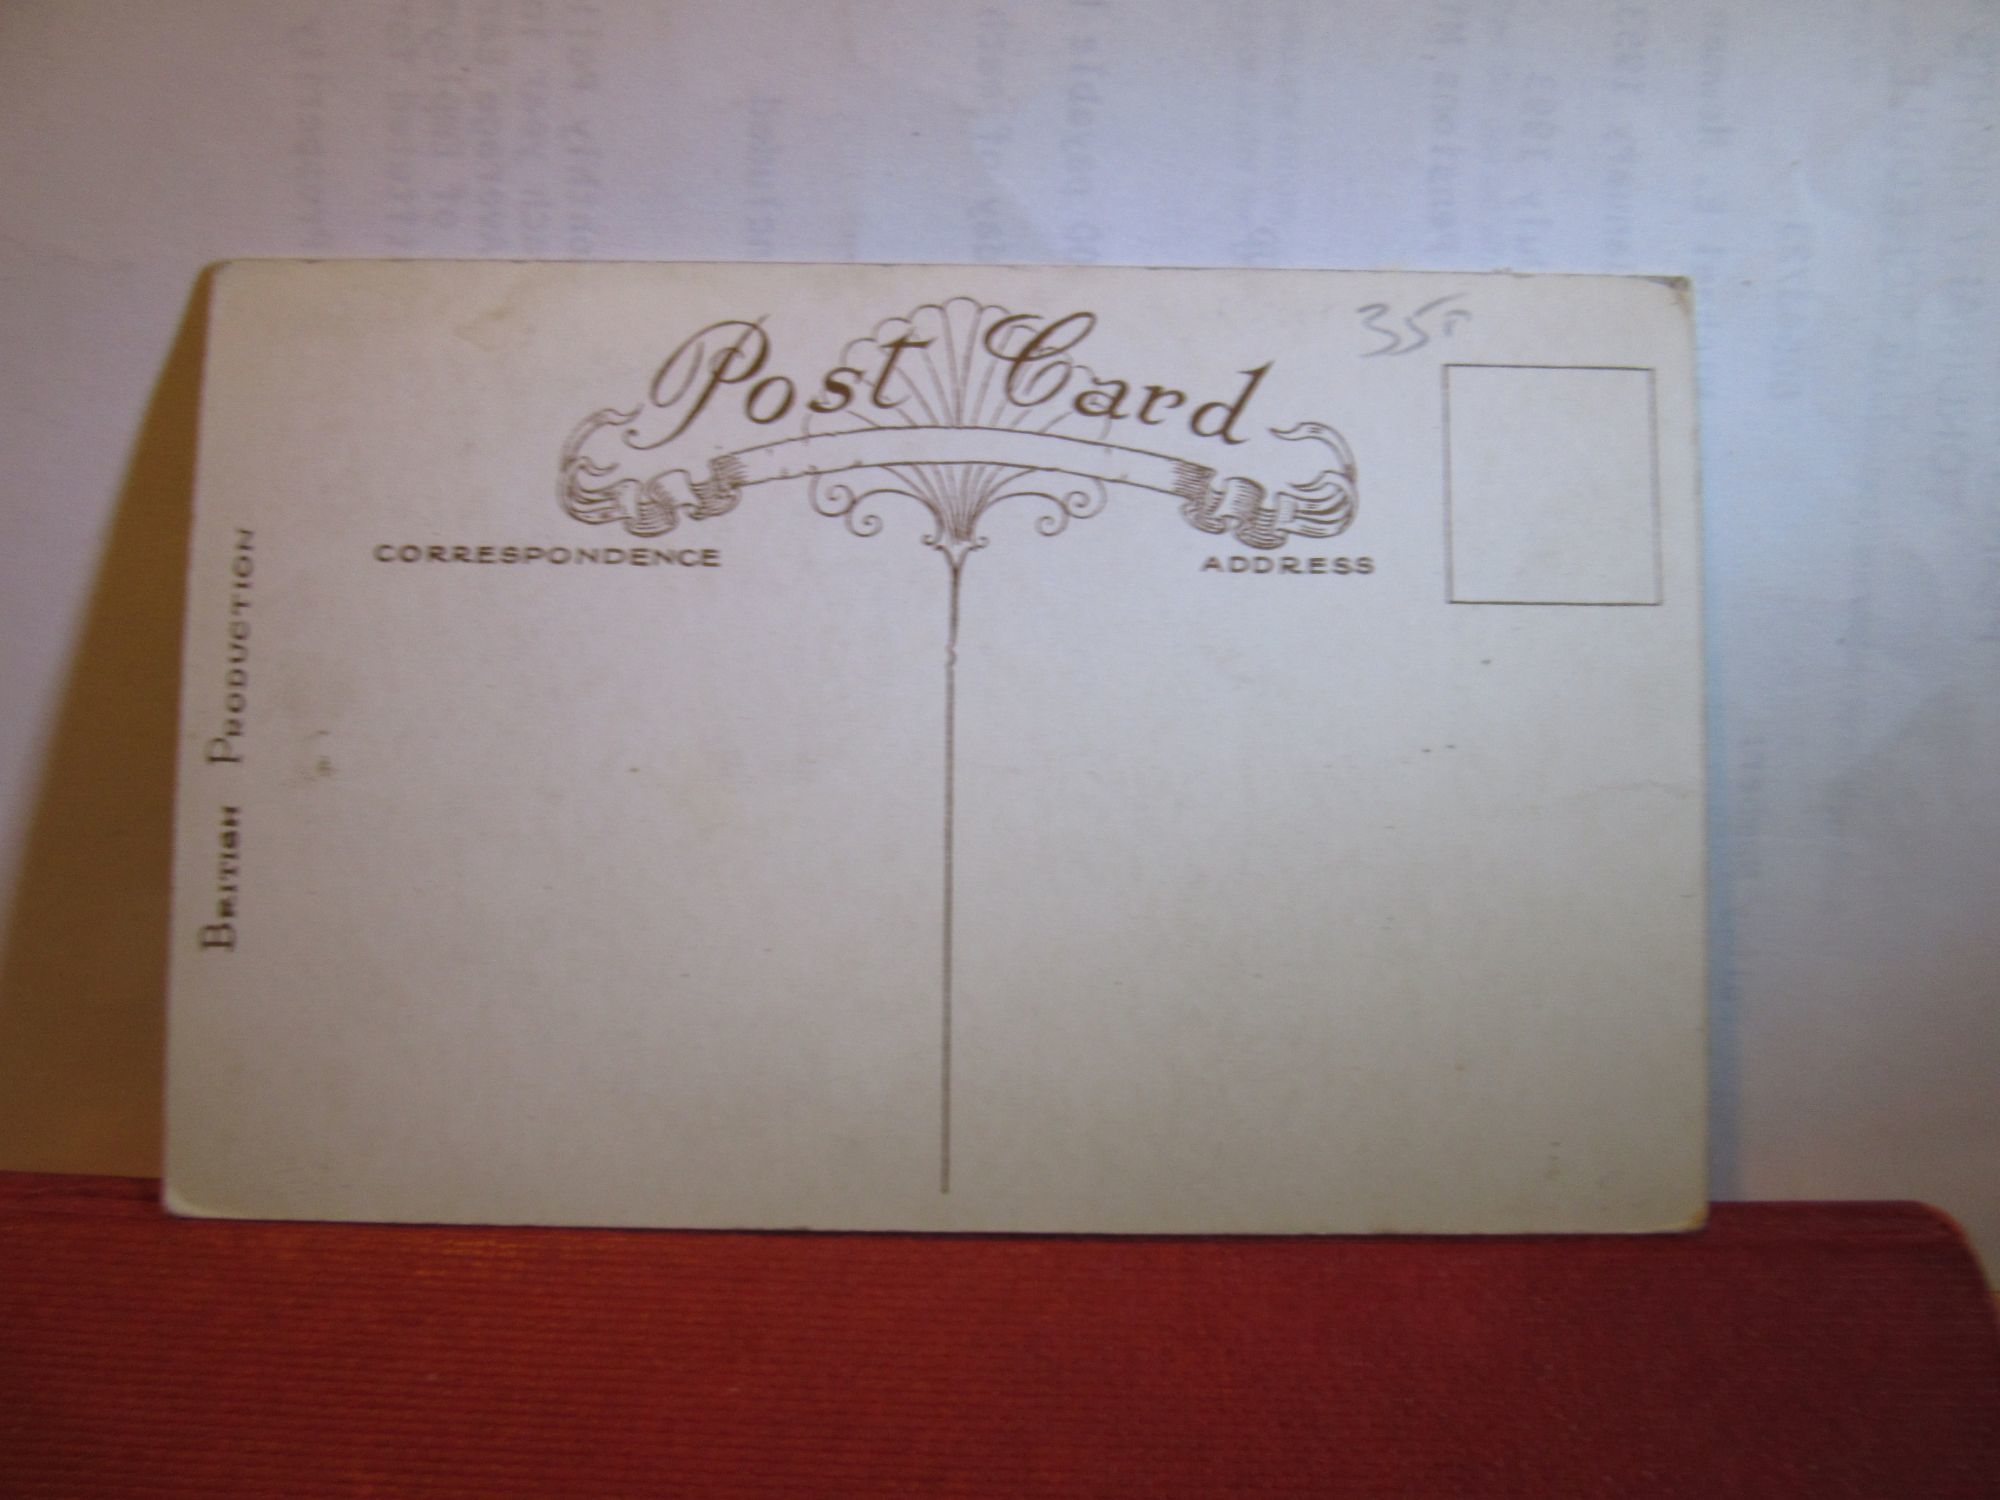 Post Card
35P
CORRESPONDENCE
ADDRESS
BRITISH PRODUCTION